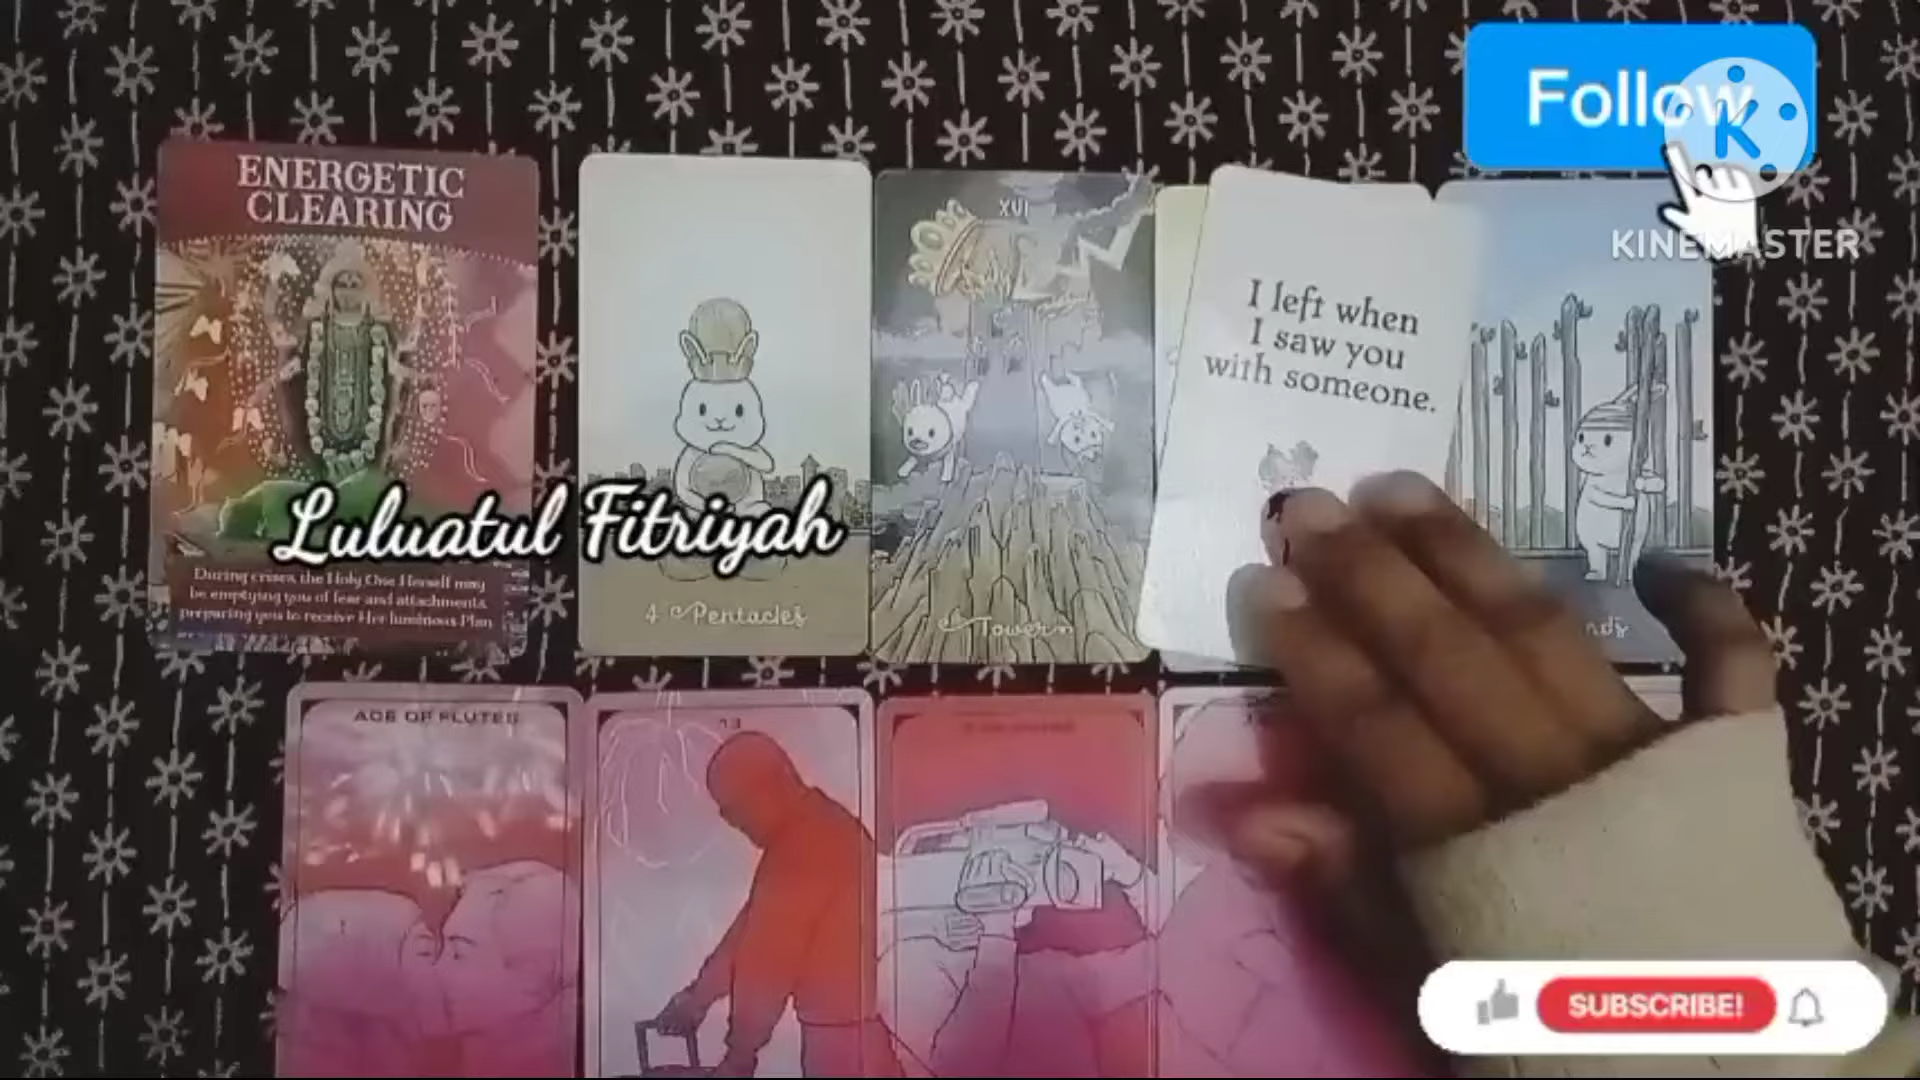 Follow
KINEMASTER
ENERGETIC
CLEARING
XVI
I left when
I saw you
with someone.
Luluatul Fitriyah
During crises, the Holy One Herself may
be emptying you of fear and attachments,
preparing you to receive Her luminous Plan
4 Pentacles
Tower
nds
ACE OF FLUTES
13
SUBSCRIBE!